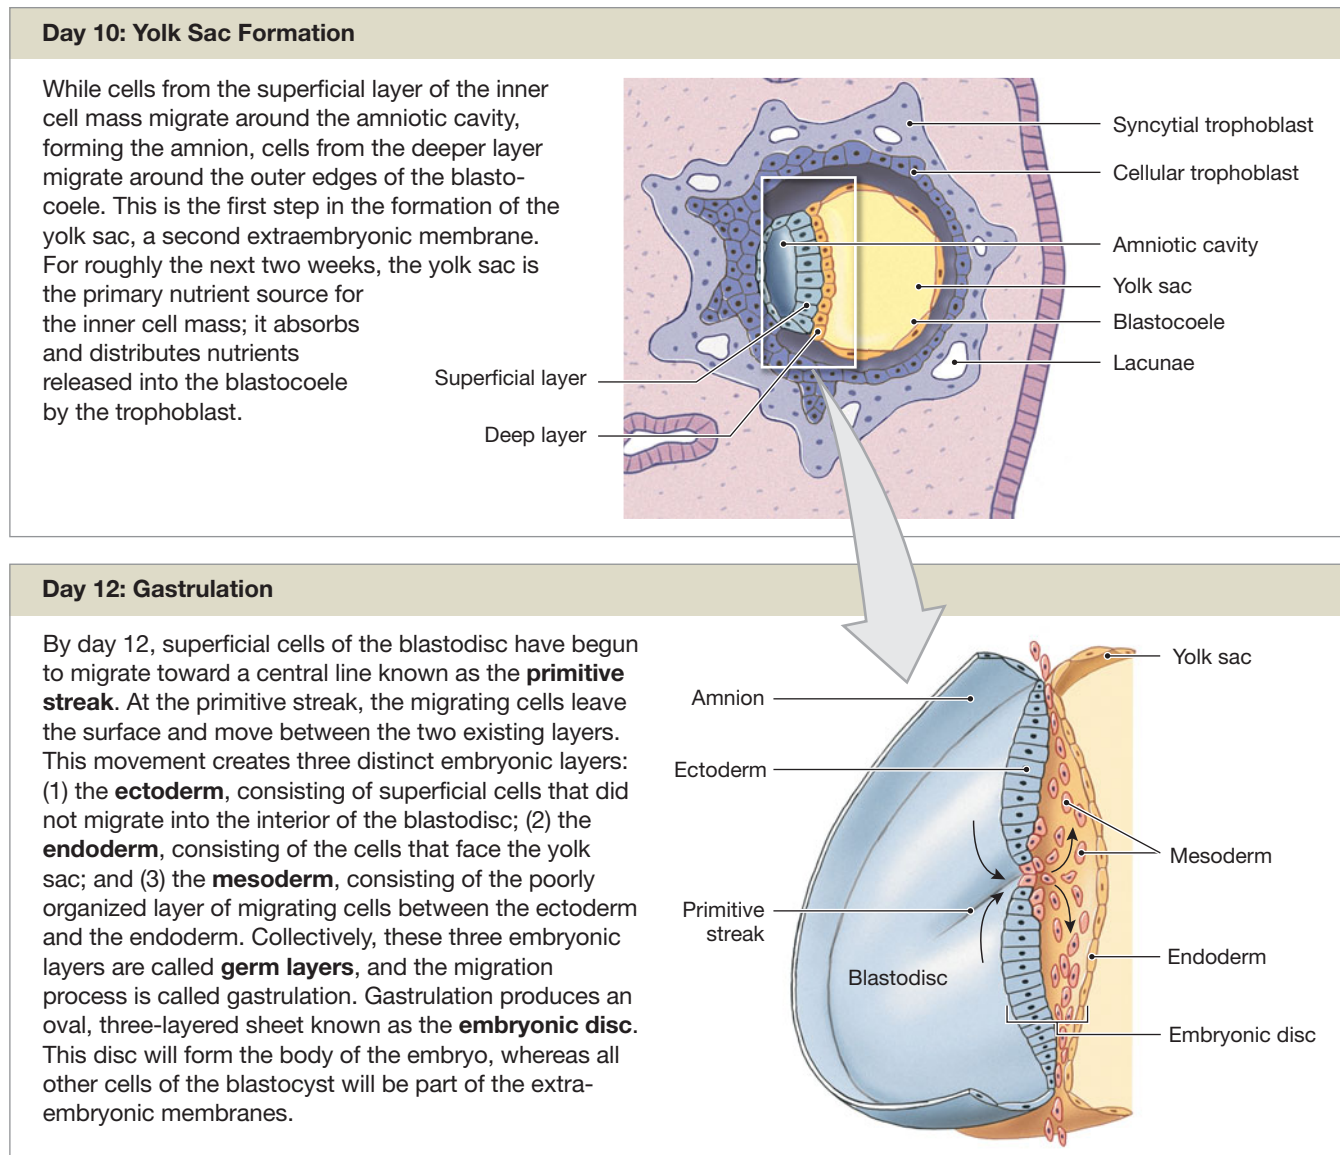 Day 10: Yolk Sac Formation
While cells from the superficial layer of the inner
cell mass migrate around the amniotic cavity,
forming the amnion, cells from the deeper layer
migrate around the outer edges of the blasto-
coele. This is the first step in the formation of the
yolk sac, a second extraembryonic membrane.
For roughly the next two weeks, the yolk sac is
the primary nutrient source for
the inner cell mass; it absorbs
and distributes nutrients
released into the blastocoele
by the trophoblast.
Syncytial trophoblast
Cellular trophoblast
Amniotic cavity
Yolk sac
Blastocoele
Lacunae
Superficial layer
Deep layer
Day 12: Gastrulation
By day 12, superficial cells of the blastodisc have begun
to migrate toward a central line known as the primitive
streak. At the primitive streak, the migrating cells leave
the surface and move between the two existing layers.
This movement creates three distinct embryonic layers:
(1) the ectoderm, consisting of superficial cells that did
not migrate into the interior of the blastodisc; (2) the
endoderm, consisting of the cells that face the yolk
sac; and (3) the mesoderm, consisting of the poorly
organized layer of migrating cells between the ectoderm
and the endoderm. Collectively, these three embryonic
layers are called germ layers, and the migration
process is called gastrulation. Gastrulation produces an
oval, three-layered sheet known as the embryonic disc.
This disc will form the body of the embryo, whereas all
other cells of the blastocyst will be part of the extra-
embryonic membranes.
Amnion
Ectoderm
Primitive
streak
Blastodisc
Yolk sac
Mesoderm
Endoderm
Embryonic disc